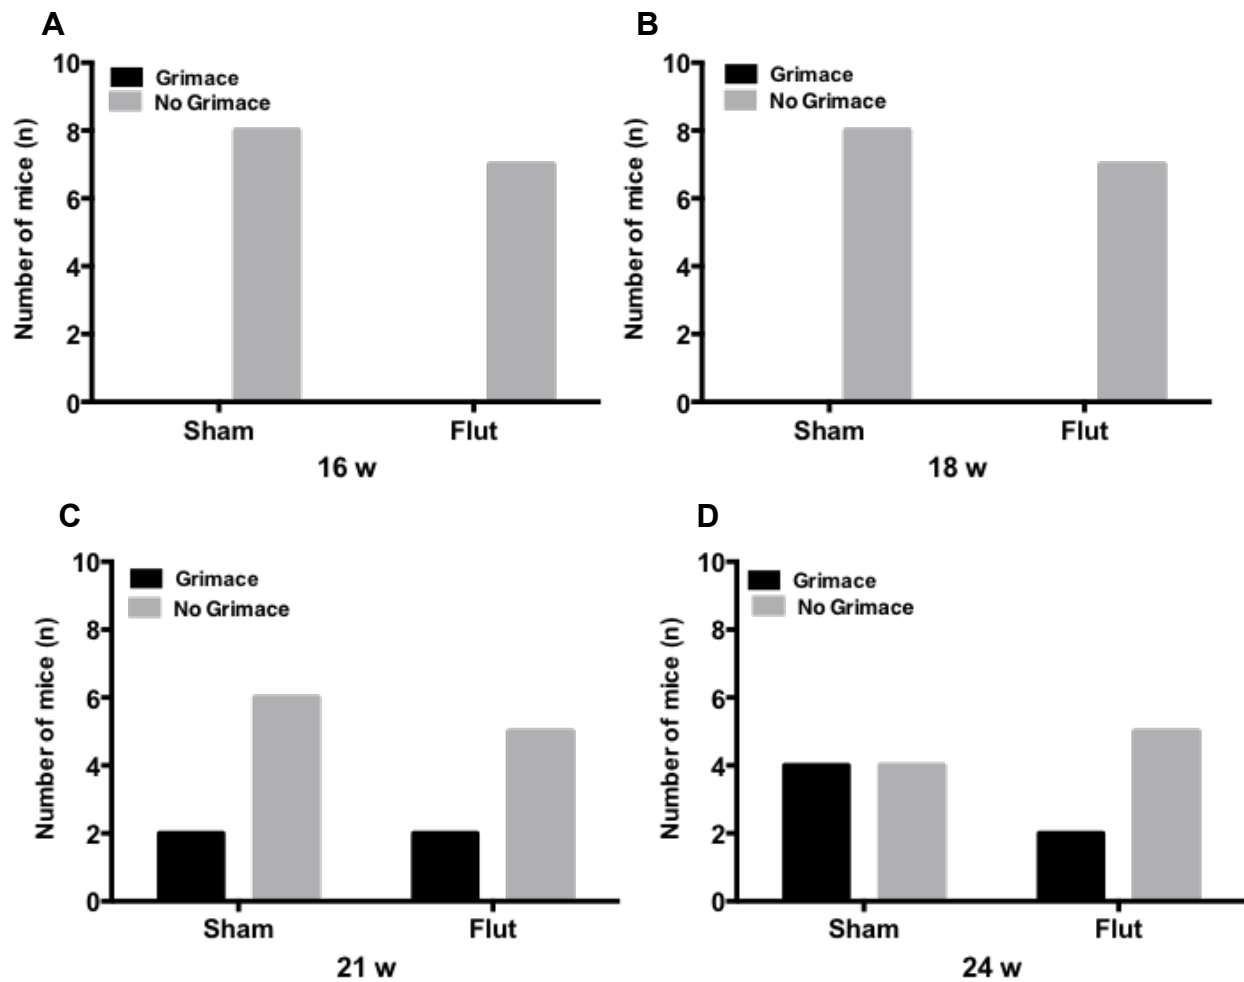 A
10
8
6
4
2
0
Number of mice (n)
Grimace
No Grimace
Sham Flut
16 w
B
10
8
6
4
2
0
Number of mice (n)
Grimace
No Grimace
Sham Flut
18 w
C
10
8
6
4
2
0
Number of mice (n)
Grimace
No Grimace
Sham Flut
21 w
D
10
8
6
4
2
0
Number of mice (n)
Grimace
No Grimace
Sham Flut
24 w